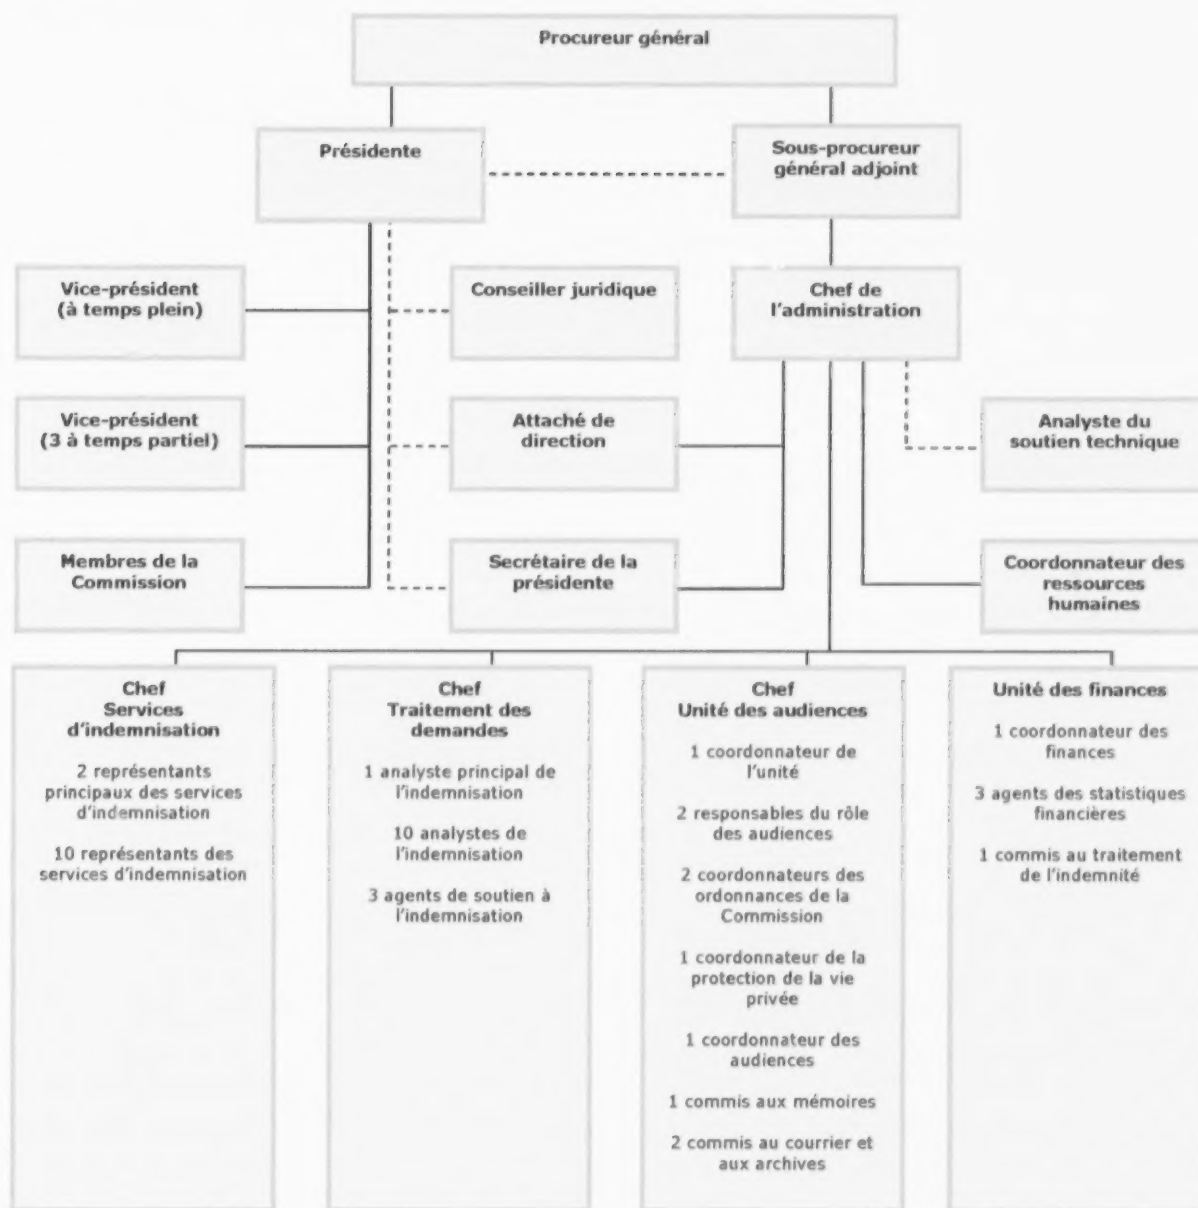 Procureur général
Présidente
Sous-procureur
général adjoint
Vice-président
(à temps plein)
Conseiller juridique
Chef de
l'administration
Vice-président
(3 à temps partiel)
Attaché de
direction
Analyste du
soutien technique
Membres de la
Commission
Secrétaire de la
présidente
Coordonnateur des
ressources
humaines
Chef
Services
d'indemnisation
2 représentants
principaux des services
d'indemnisation
10 représentants des
services d'indemnisation
Chef
Traitement des
demandes
1 analyste principal de
l'indemnisation
10 analystes de
l'indemnisation
3 agents de soutien à
l'indemnisation
Chef
Unité des audiences
1 coordonnateur de
l'unité
2 responsables du rôle
des audiences
2 coordonnateurs des
ordonnances de la
Commission
1 coordonnateur de la
protection de la vie
privée
1 coordonnateur des
audiences
1 commis aux mémoires
2 commis au courrier et
aux archives
Unité des finances
1 coordonnateur des
finances
3 agents des statistiques
financières
1 commis au traitement
de l'indemnité